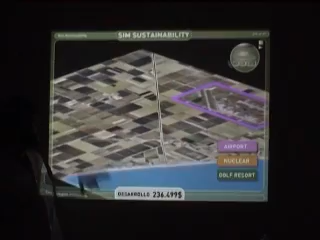 SIM SUSTAINABILITY
AIRPORT
NUCLEAR
GOLF RESORT
DESARROLLO 236.499$